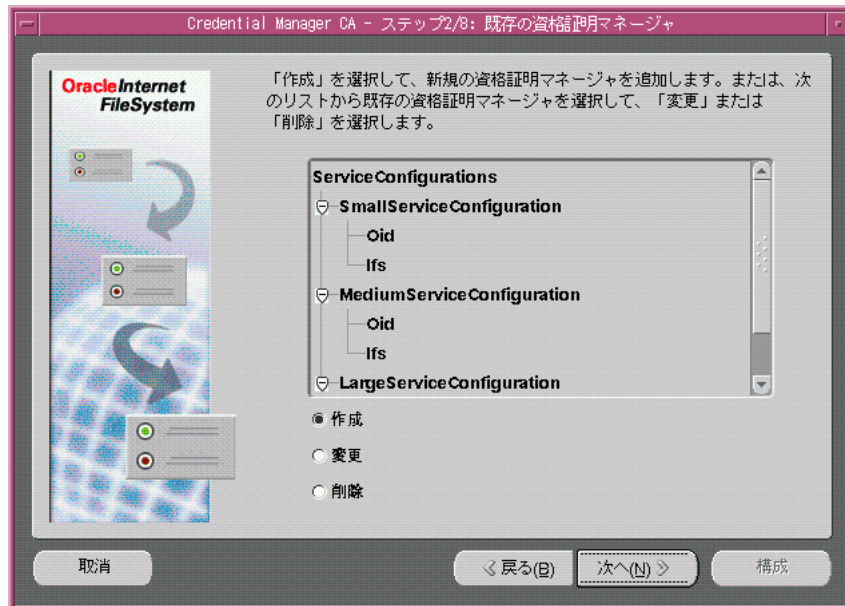 Credential Manager CA - ステップ2/8: 既存の資格証明マネージャ
OracleInternet
FileSystem
「作成」を選択して、新規の資格証明マネージャを追加します。または、次
のリストから既存の資格証明マネージャを選択して、「変更」または
「削除」を選択します。
ServiceConfigurations
SmallServiceConfiguration
Oid
Ifs
MediumServiceConfiguration
Oid
Ifs
LargeServiceConfiguration
作成
変更
削除
取消
戻る(B)
次へ(N)
構成